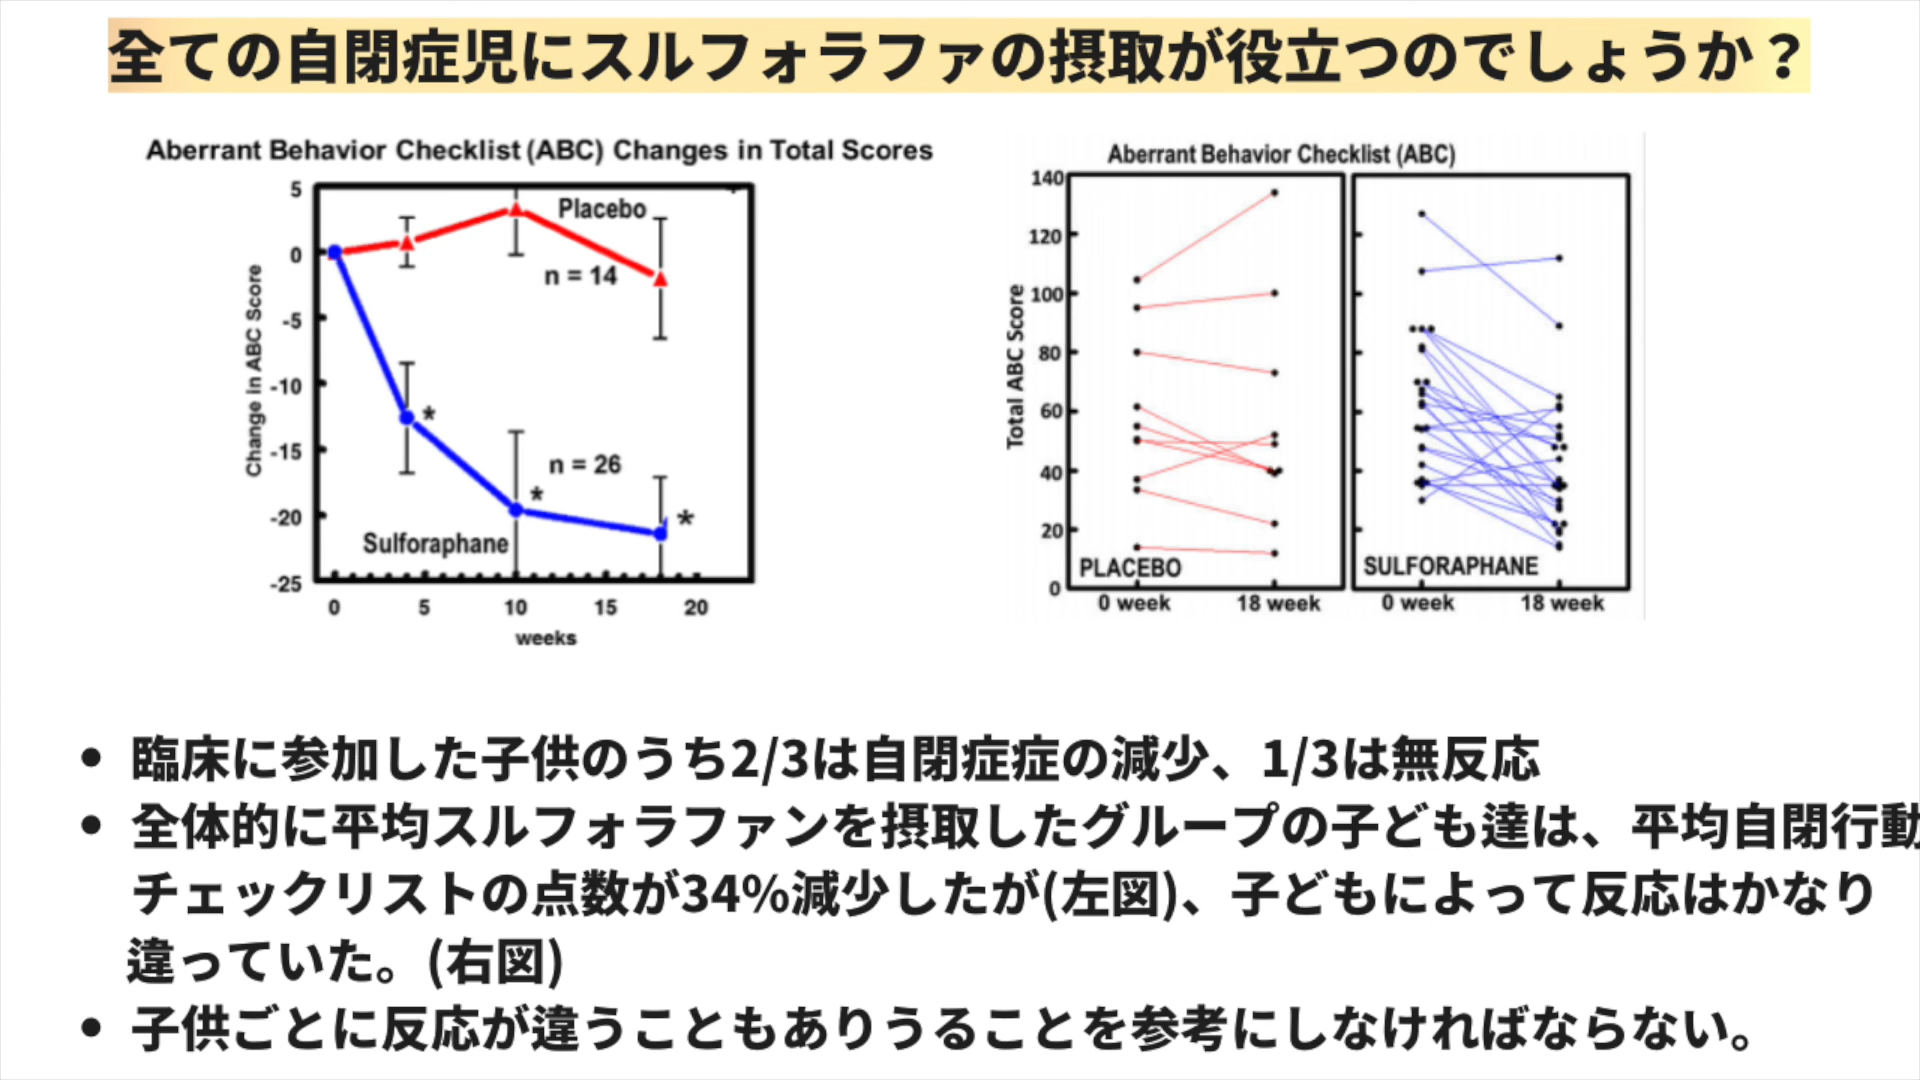 全ての自閉症児にスルフォラファの摂取が役立つのでしょうか？
Aberrant Behavior Checklist (ABC) Changes in Total Scores
5
0
-5
-10
-15
-20
-25
Change in ABC Score
Placebo
n = 14
*
n = 26
*
*
Sulforaphane
0 5 10 15 20
weeks
Aberrant Behavior Checklist (ABC)
140
120
100
80
60
40
20
0
Total ABC Score
PLACEBO
SULFORAPHANE
0 week 18 week 0 week 18 week
• 臨床に参加した子供のうち2/3は自閉症症の減少、1/3は無反応
• 全体的に平均スルフォラファンを摂取したグループの子ども達は、平均自閉行動
チェックリストの点数が34%減少したが(左図)、子どもによって反応はかなり
違っていた。(右図)
• 子供ごとに反応が違うこともありうることを参考にしなければならない。